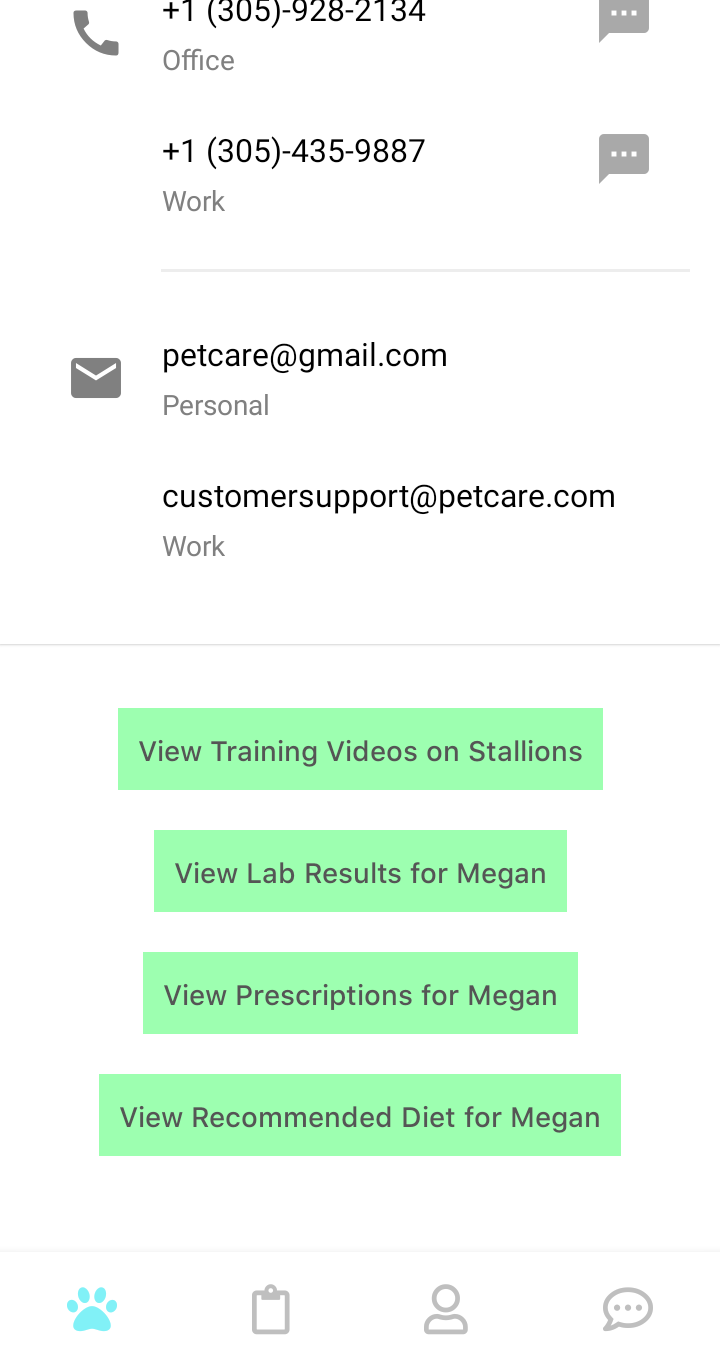 +1 (305)-928-2134
Office
+1 (305)-435-9887
Work
petcare@gmail.com
Personal
customersupport@petcare.com
Work
View Training Videos on Stallions
View Lab Results for Megan
View Prescriptions for Megan
View Recommended Diet for Megan